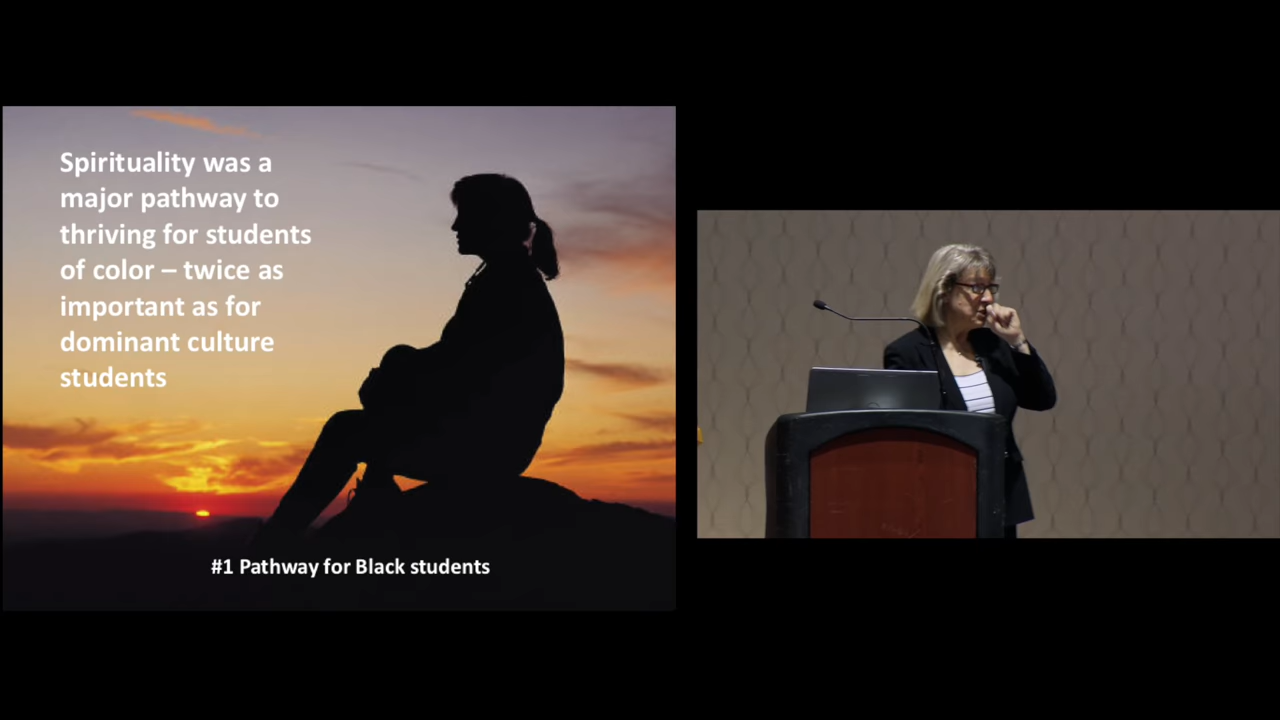 Spirituality was a
major pathway to
thriving for students
of color – twice as
important as for
dominant culture
students
#1 Pathway for Black students